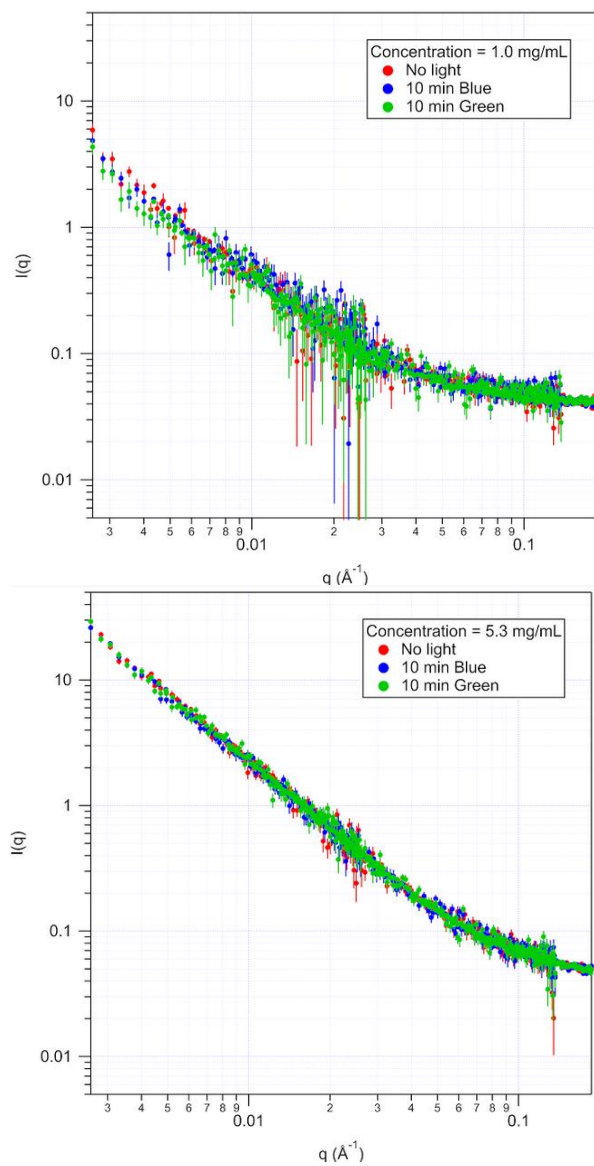 Concentration = 1.0 mg/mL
No light
10 min Blue
10 min Green
10
1
0.1
0.01
I(q)
3 4 5 6 7 8 9 0.01 2 3 4 5 6 7 8 9 0.1
q (Å⁻¹)
Concentration = 5.3 mg/mL
No light
10 min Blue
10 min Green
10
1
0.1
0.01
I(q)
3 4 5 6 7 8 9 0.01 2 3 4 5 6 7 8 9 0.1
q (Å⁻¹)